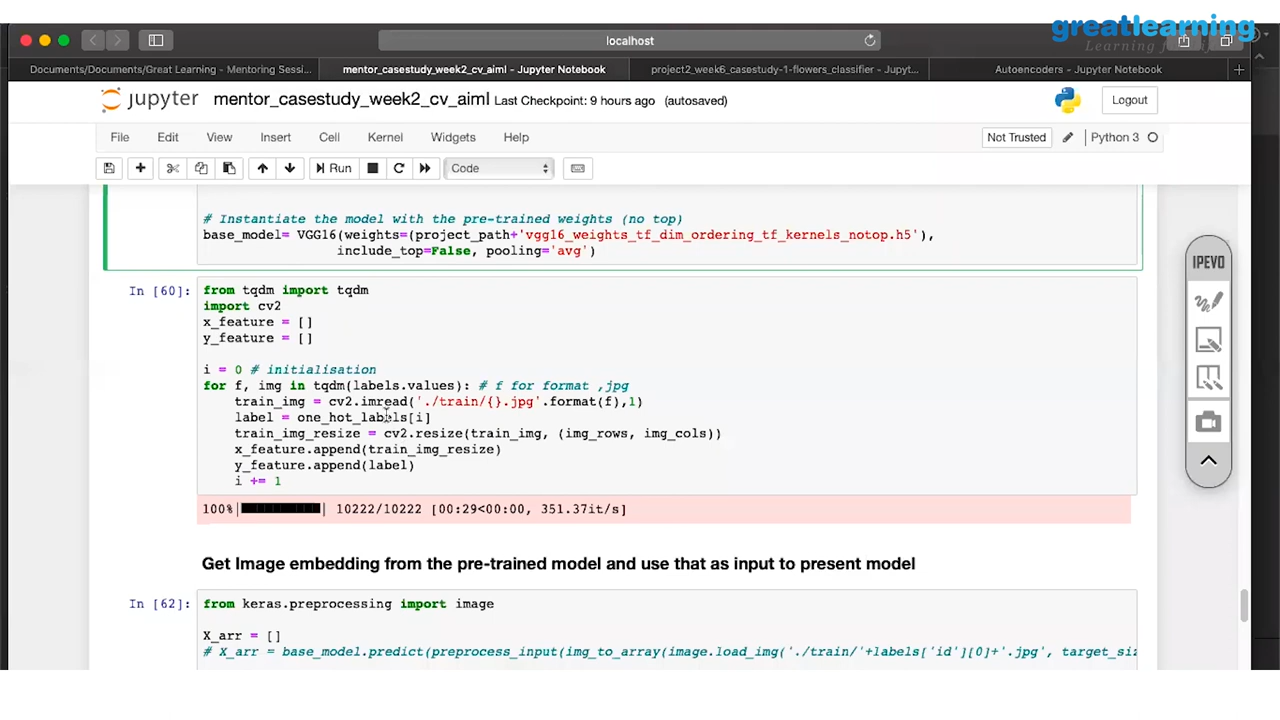 greatlearning
Learning for
localhost
Documents/Documents/Great Learning - Mentoring Sessi...
mentor_casestudy_week2_cv_aiml - Jupyter Notebook
project2_week6_casestudy-1-flowers_classifier - Jupyt...
Autoencoders - Jupyter Notebook
jupyter mentor_casestudy_week2_cv_aiml Last Checkpoint: 9 hours ago (autosaved)
Logout
File Edit View Insert Cell Kernel Widgets Help
Not Trusted
Python 3
Run
Code
# Instantiate the model with the pre-trained weights (no top)
base_model= VGG16(weights=(project_path+'vgg16_weights_tf_dim_ordering_tf_kernels_notop.h5'),
include_top=False, pooling='avg')
IPEVO
In [60]: from tqdm import tqdm
import cv2
x_feature = []
y_feature = []
i = 0 # initialisation
for f, img in tqdm(labels.values): # f for format ,jpg
train_img = cv2.imread('./train/{}.jpg'.format(f),1)
label = one_hot_labels[i]
train_img_resize = cv2.resize(train_img, (img_rows, img_cols))
x_feature.append(train_img_resize)
y_feature.append(label)
i += 1
100%| | 10222/10222 [00:29<00:00, 351.37it/s]
Get Image embedding from the pre-trained model and use that as input to present model
In [62]: from keras.preprocessing import image
X_arr = []
# X_arr = base_model.predict(preprocess_input(img_to_array(image.load_img('./train/'+labels['id'][0]+'.jpg', target_siz